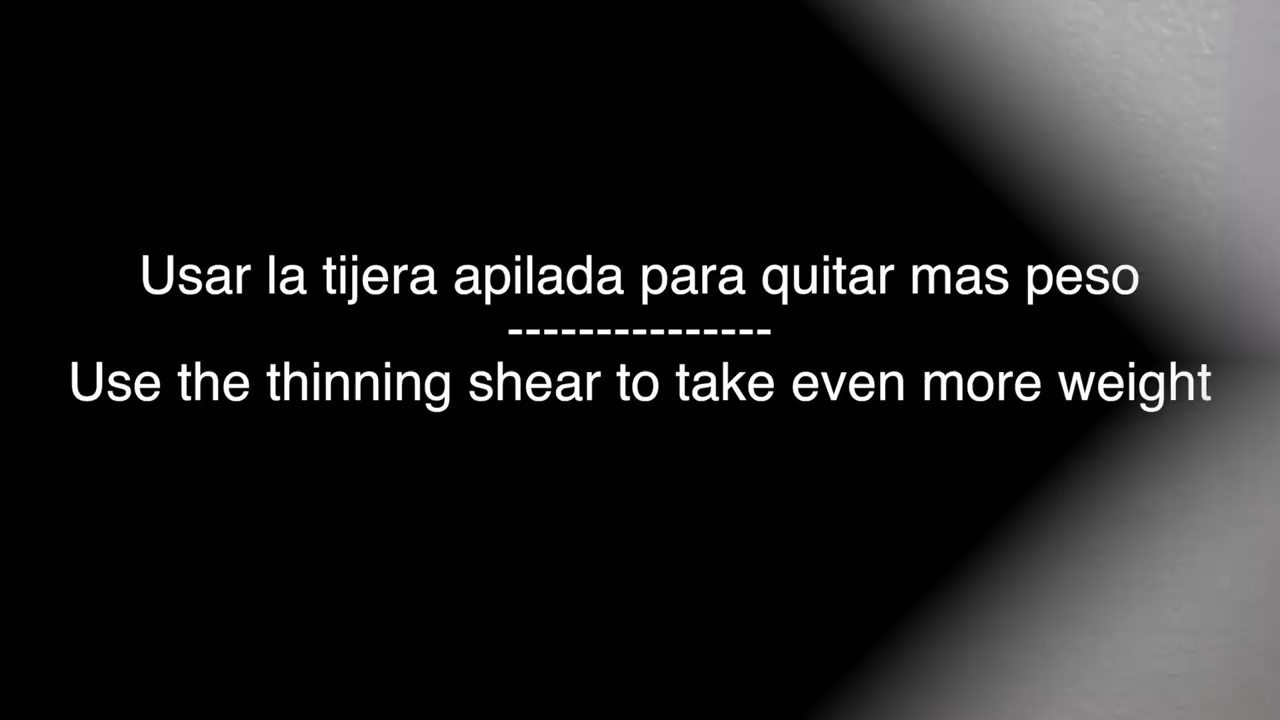 Usar la tijera apilada para quitar mas peso
---------------
Use the thinning shear to take even more weight